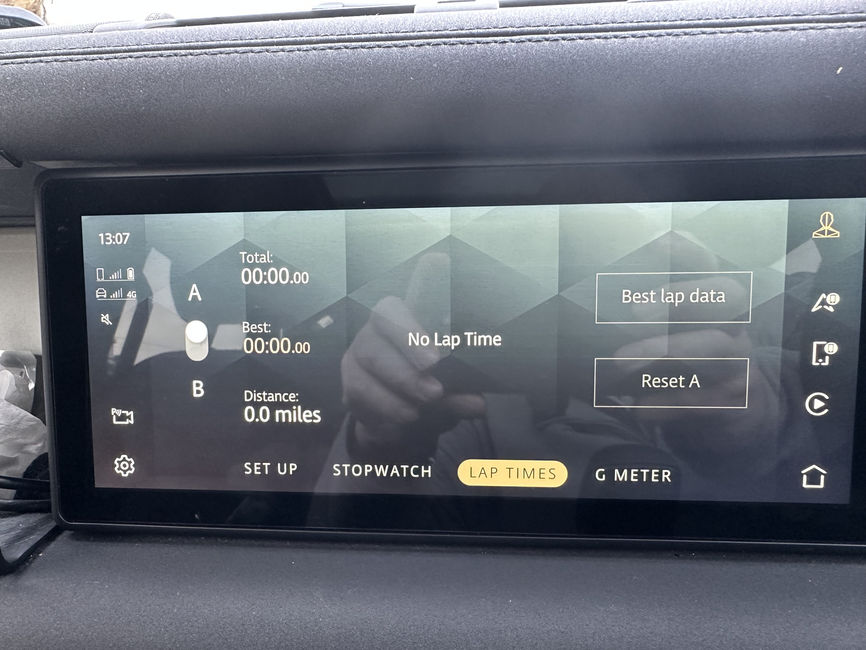 13:07
4G
A
B
Total:
00:00.00
Best:
00:00.00
Distance:
0.0 miles
No Lap Time
Best lap data
Reset A
SET UP
STOPWATCH
LAP TIMES
G METER